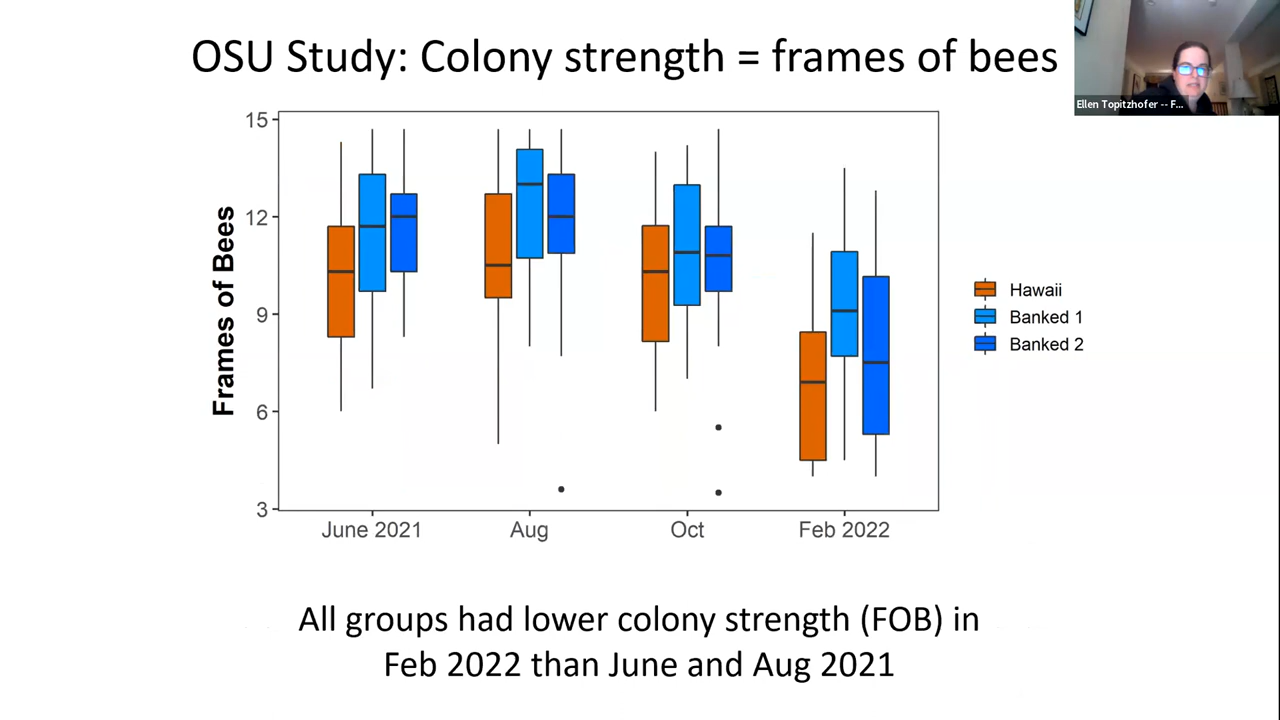 OSU Study: Colony strength = frames of bees
Ellen Topitzhofer -- F...
15
12
9
6
3
Frames of Bees
June 2021
Aug
Oct
Feb 2022
Hawaii
Banked 1
Banked 2
All groups had lower colony strength (FOB) in
Feb 2022 than June and Aug 2021